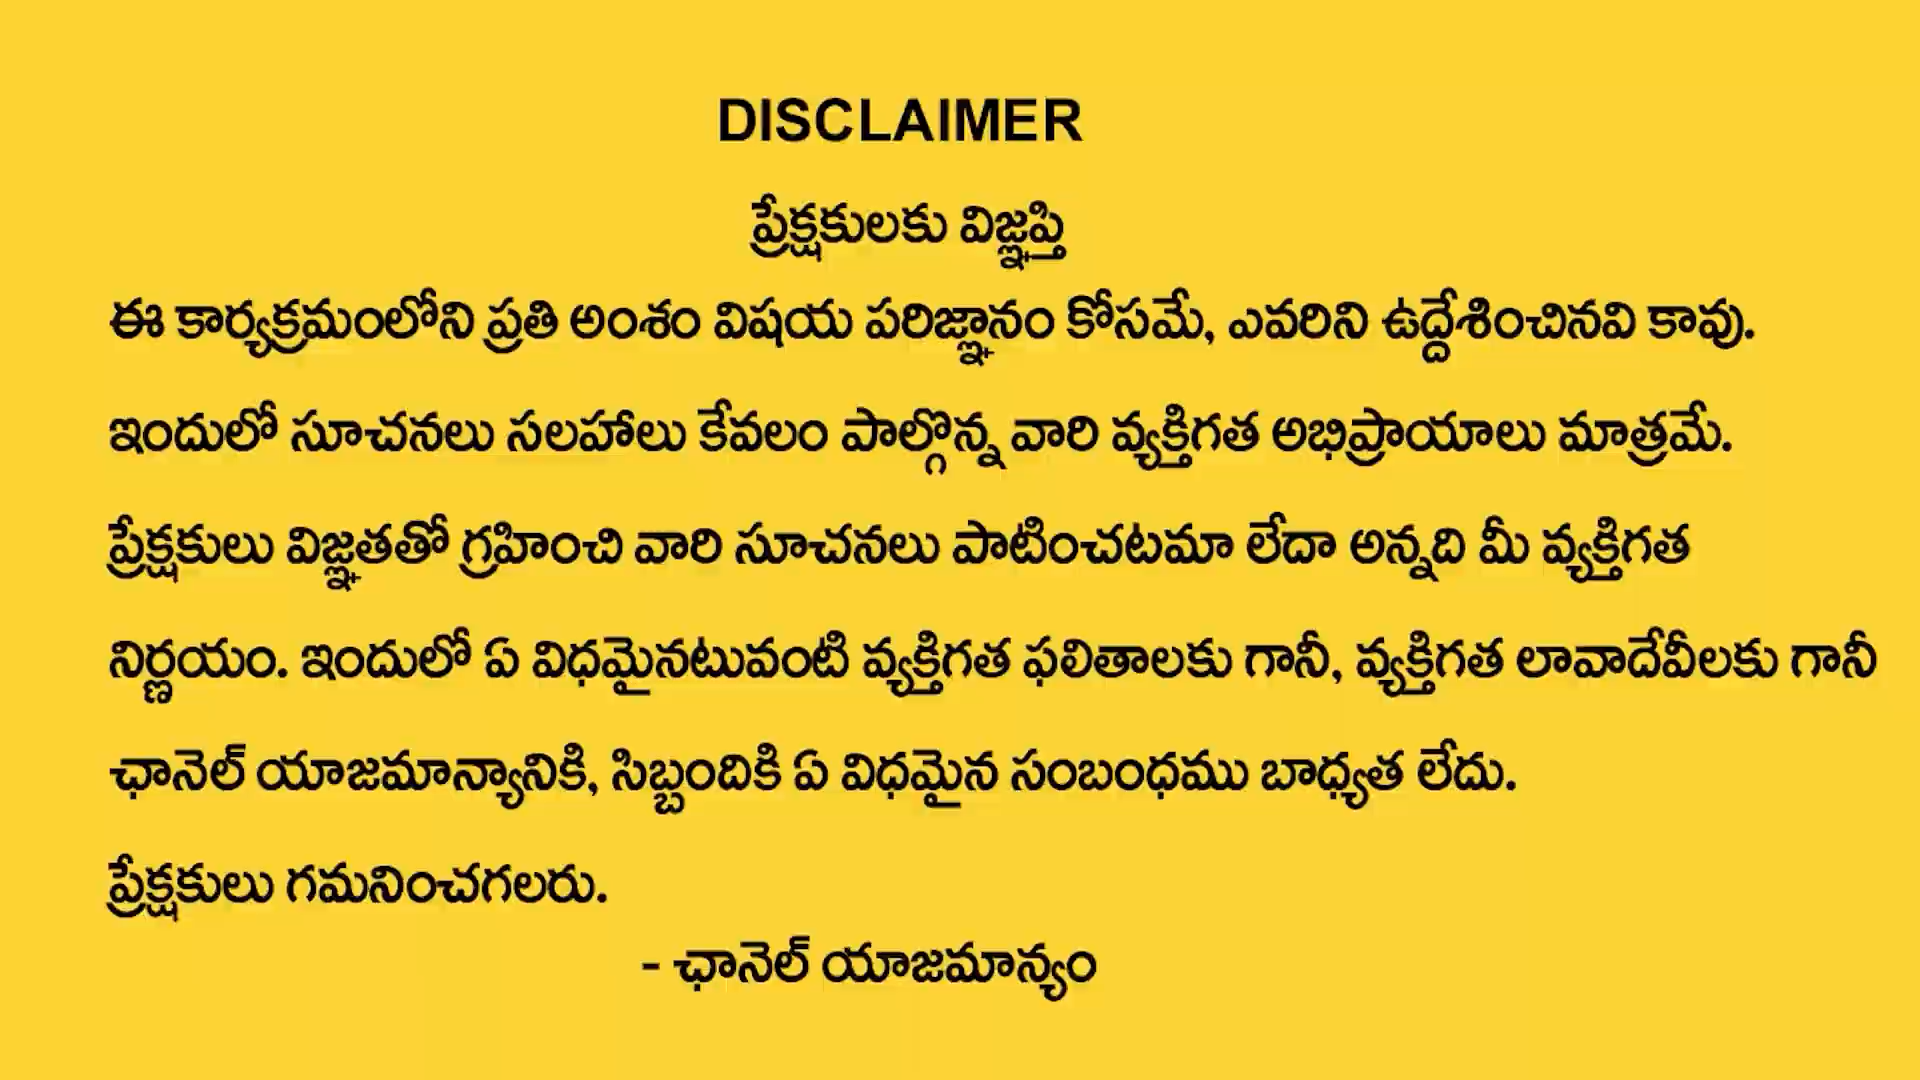 DISCLAIMER
ప్రేక్షకులకు విజ్ఞప్తి
ఈ కార్యక్రమంలోని ప్రతి అంశం విషయ పరిజ్ఞానం కోసమే, ఎవరిని ఉద్దేశించినవి కావు.
ఇందులో సూచనలు సలహాలు కేవలం పాల్గొన్న వారి వ్యక్తిగత అభిప్రాయాలు మాత్రమే.
ప్రేక్షకులు విజ్ఞతతో గ్రహించి వారి సూచనలు పాటించటమా లేదా అన్నది మీ వ్యక్తిగత
నిర్ణయం. ఇందులో ఏ విధమైనటువంటి వ్యక్తిగత ఫలితాలకు గానీ, వ్యక్తిగత లావాదేవీలకు గానీ
ఛానెల్ యాజమాన్యానికి, సిబ్బందికి ఏ విధమైన సంబంధము బాధ్యత లేదు.
ప్రేక్షకులు గమనించగలరు.
- ఛానెల్ యాజమాన్యం